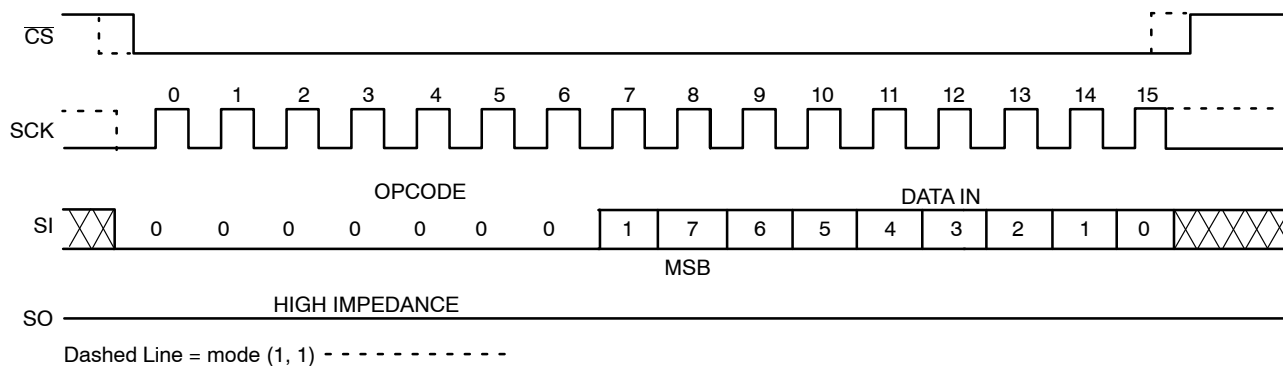 CS
0 1 2 3 4 5 6 7 8 9 10 11 12 13 14 15
SCK
OPCODE DATA IN
SI 0 0 0 0 0 0 0 1 7 6 5 4 3 2 1 0
MSB
HIGH IMPEDANCE
SO
Dashed Line = mode (1, 1)